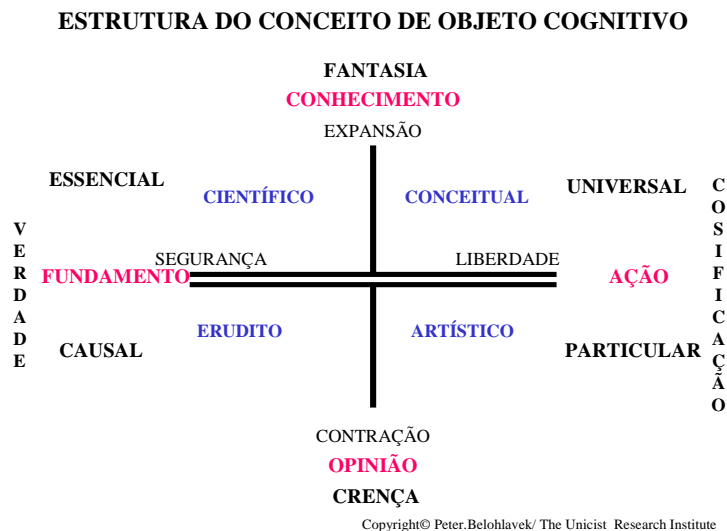 ESTRUTURA DO CONCEITO DE OBJETO COGNITIVO
FANTASIA
CONHECIMENTO
EXPANSÃO
ESSENCIAL
CIENTÍFICO
CONCEITUAL
UNIVERSAL
VERDADE
SEGURANÇA
LIBERDADE
FUNDAMENTO
AÇÃO
COSIFICAÇÃO
ERUDITO
ARTÍSTICO
CAUSAL
PARTICULAR
CONTRAÇÃO
OPINIÃO
CRENÇA
Copyright© Peter.Belohlavek/ The Unicist Research Institute